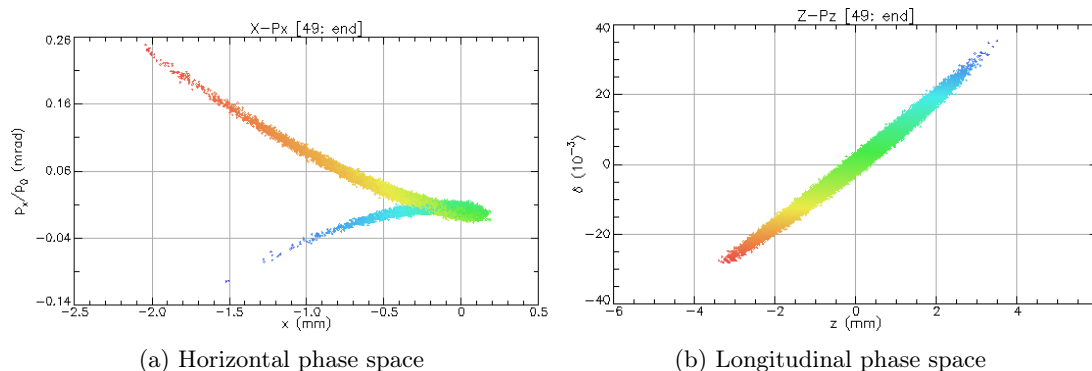 X-Px [49: end]
0.26
0.16
0.06
-0.04
-0.14
pₓ/p₀ (mrad)
-2.5
-2.0
-1.5
-1.0
-0.5
0
0.5
x (mm)
(a) Horizontal phase space
Z-Pz [49: end]
40
20
0
-20
-40
δ (10⁻³)
-6
-4
-2
0
2
4
z (mm)
(b) Longitudinal phase space